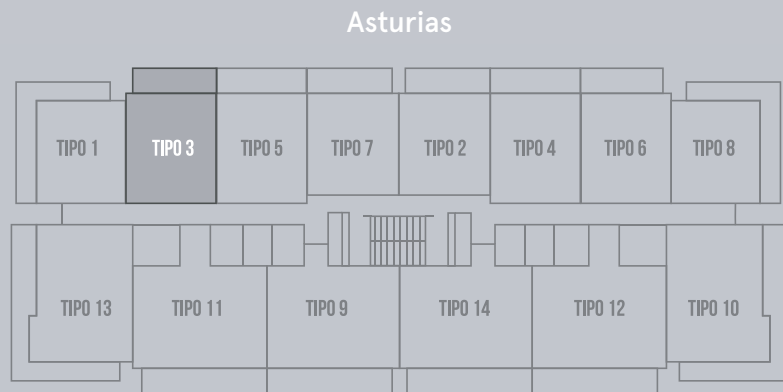 Asturias
TIPO 1
TIPO 3
TIPO 5
TIPO 7
TIPO 2
TIPO 4
TIPO 6
TIPO 8
TIPO 13
TIPO 11
TIPO 9
TIPO 14
TIPO 12
TIPO 10